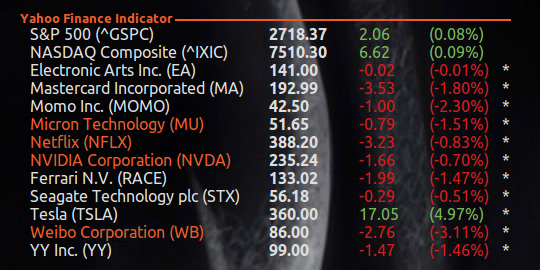 Yahoo Finance Indicator
S&P 500 (^GSPC) 2718.37 2.06 (0.08%)
NASDAQ Composite (^IXIC) 7510.30 6.62 (0.09%)
Electronic Arts Inc. (EA) 141.00 -0.02 (-0.01%) *
Mastercard Incorporated (MA) 192.99 -3.53 (-1.80%) *
Momo Inc. (MOMO) 42.50 -1.00 (-2.30%) *
Micron Technology (MU) 51.65 -0.79 (-1.51%) *
Netflix (NFLX) 388.20 -3.23 (-0.83%) *
NVIDIA Corporation (NVDA) 235.24 -1.66 (-0.70%) *
Ferrari N.V. (RACE) 133.02 -1.99 (-1.47%) *
Seagate Technology plc (STX) 56.18 -0.29 (-0.51%) *
Tesla (TSLA) 360.00 17.05 (4.97%) *
Weibo Corporation (WB) 86.00 -2.76 (-3.11%) *
YY Inc. (YY) 99.00 -1.47 (-1.46%) *